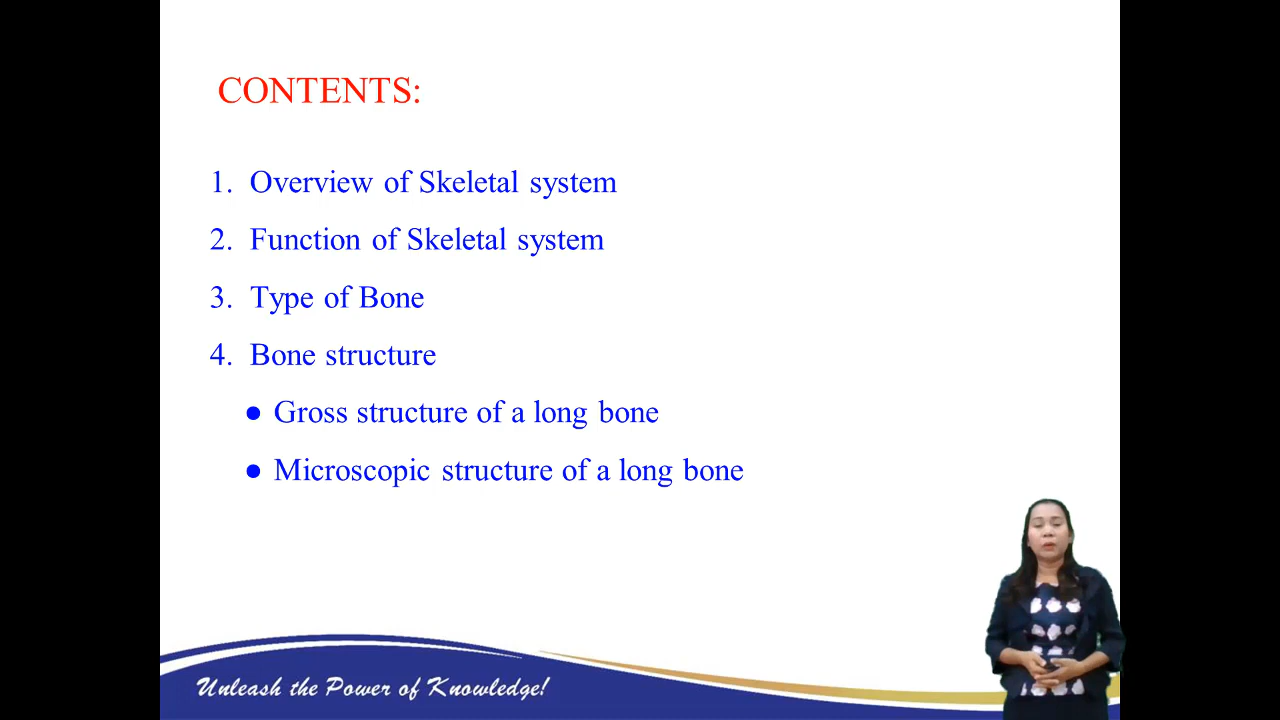 CONTENTS:
1. Overview of Skeletal system
2. Function of Skeletal system
3. Type of Bone
4. Bone structure
● Gross structure of a long bone
● Microscopic structure of a long bone
Unleash the Power of Knowledge!